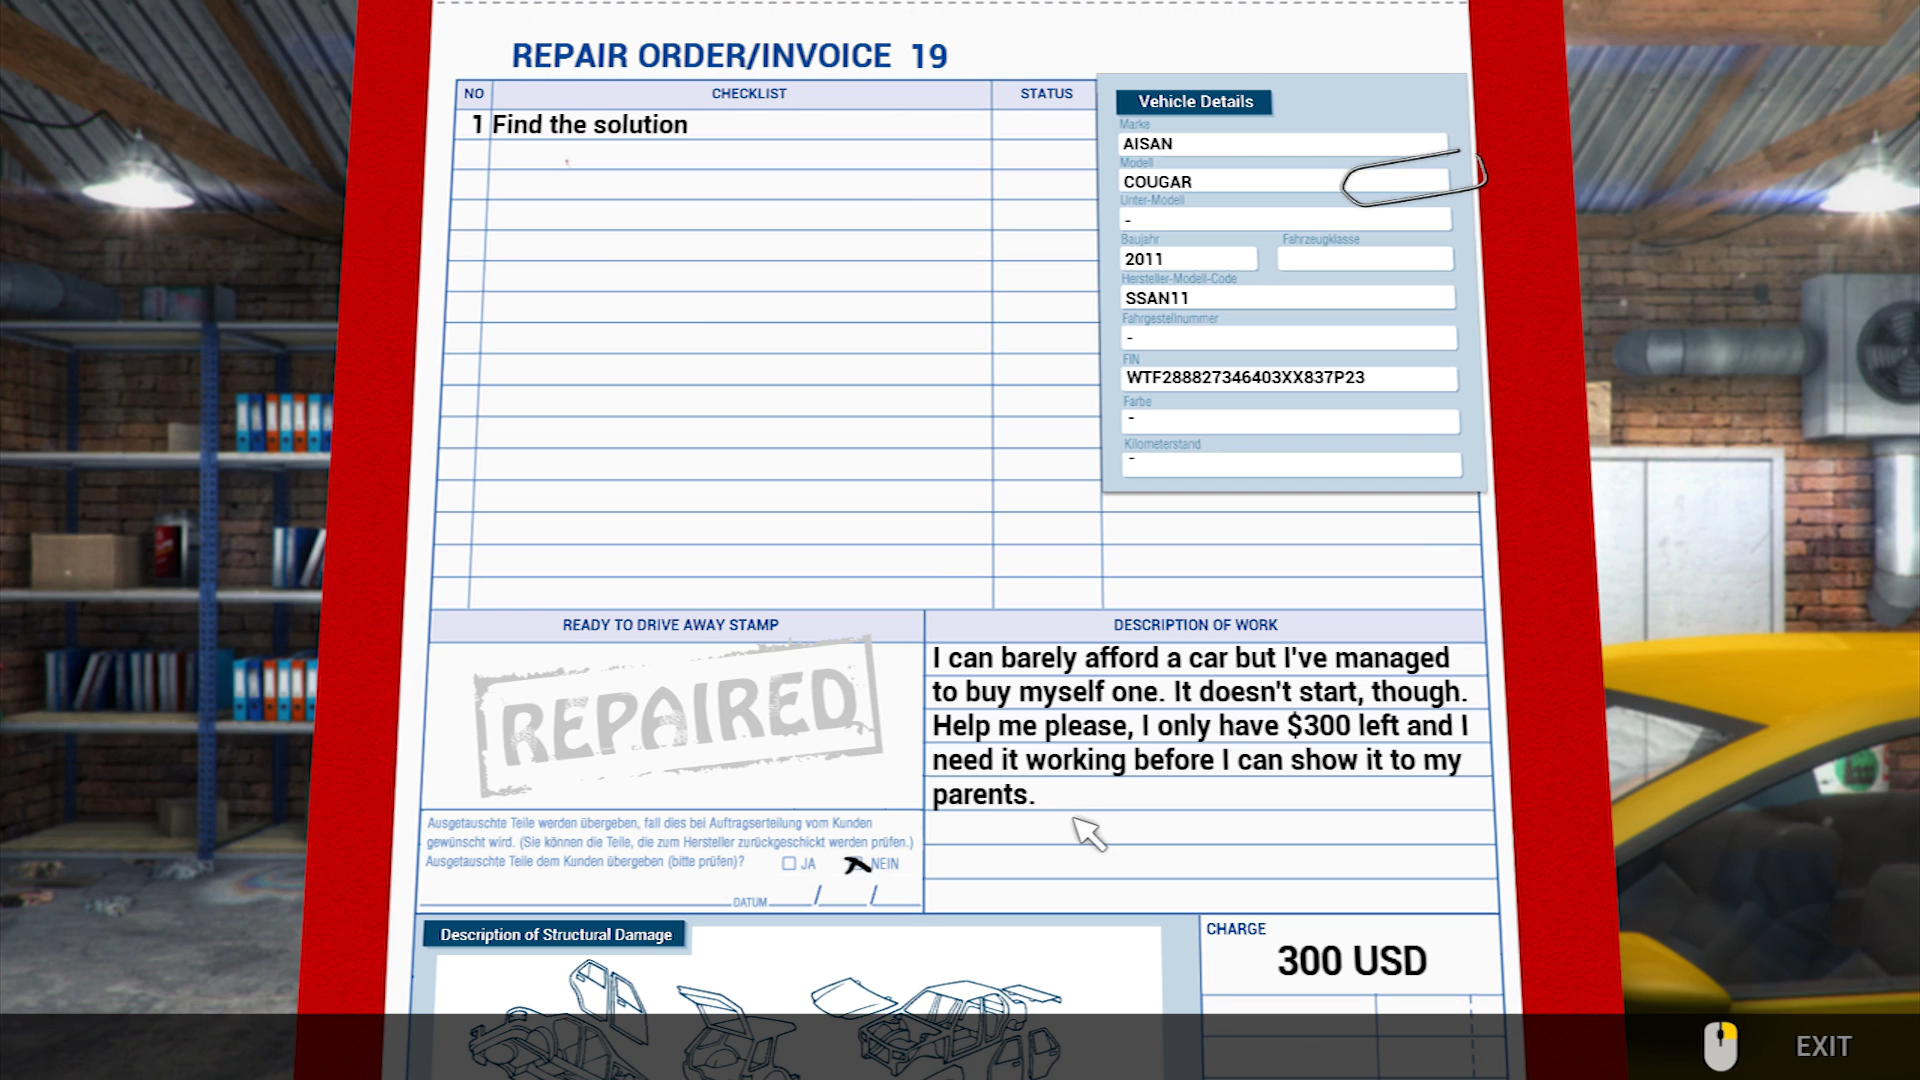 REPAIR ORDER/INVOICE 19
NO CHECKLIST STATUS
1 Find the solution
Vehicle Details
Marke
AISAN
Modell
COUGAR
Unter-Modell
-
Baujahr Fahrzeugklasse
2011
Hersteller-Modell-Code
SSAN11
Fahrgestellnummer
-
FIN
WTF288827346403XX837P23
Farbe
-
Kilometerstand
-
READY TO DRIVE AWAY STAMP
REPAIRED
DESCRIPTION OF WORK
I can barely afford a car but I've managed
to buy myself one. It doesn't start, though.
Help me please, I only have $300 left and I
need it working before I can show it to my
parents.
Ausgetauschte Teile werden übergeben, fall dies bei Auftragserteilung vom Kunden
gewünscht wird. (Sie können die Teile, die zum Hersteller zurückgeschickt werden prüfen.)
Ausgetauschte Teile dem Kunden übergeben (bitte prüfen)? JA NEIN
DATUM / /
Description of Structural Damage
CHARGE
300 USD
EXIT